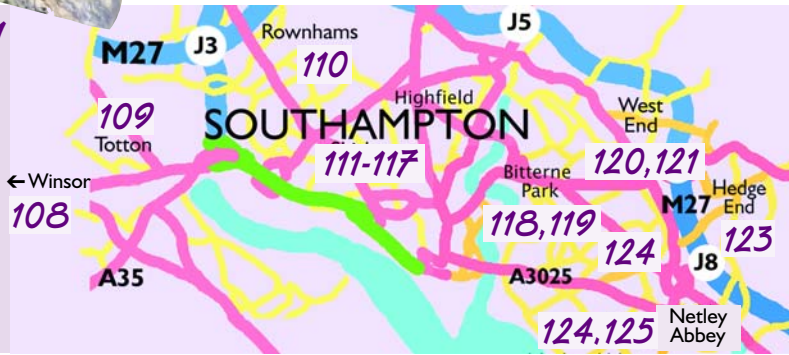 J5
M27
J3
Rownhams
110
Highfield
109
Totton
SOUTHAMPTON
West
End
111-117
120,121
Bitterne
Park
←Winsor
108
Hedge
End
M27
118,119
123
124
J8
A35
A3025
124.125
Netley
Abbey